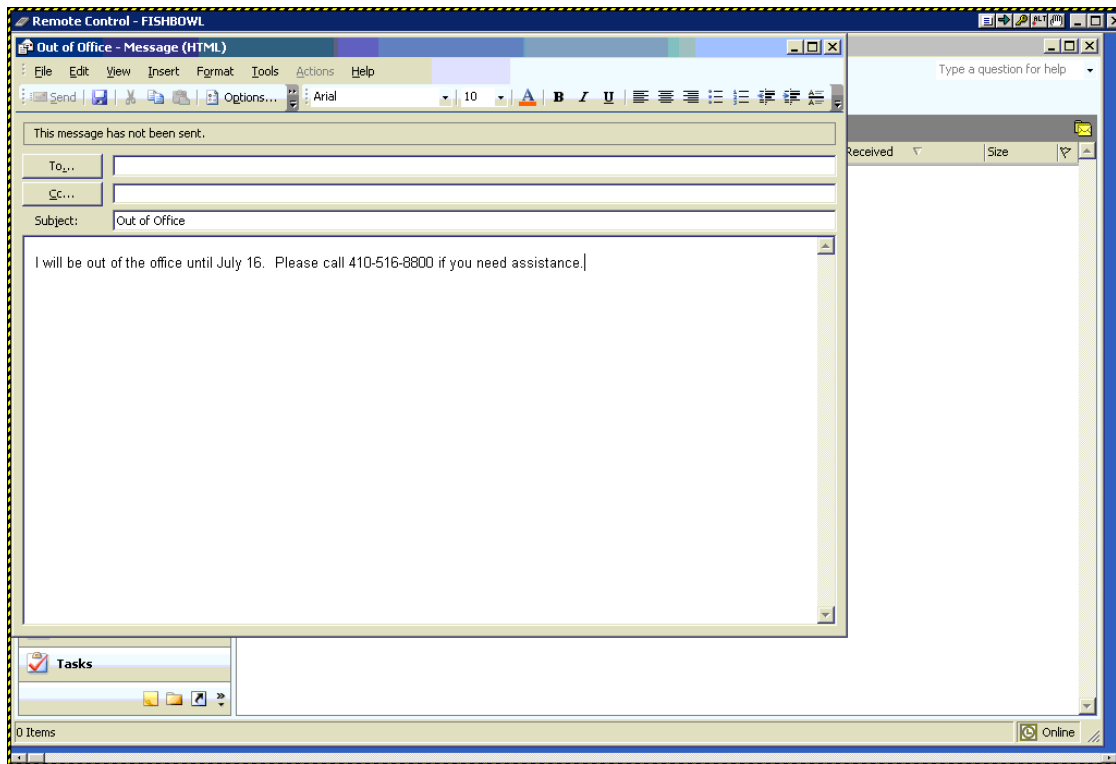 Remote Control - FISHBOWL
ALT
Out of Office - Message (HTML)
File Edit View Insert Format Tools Actions Help
Type a question for help
Send Options... Arial 10 A B I U
This message has not been sent.
To...
Received Size
Cc...
Subject: Out of Office
I will be out of the office until July 16.  Please call 410-516-8800 if you need assistance.
Tasks
0 Items Online